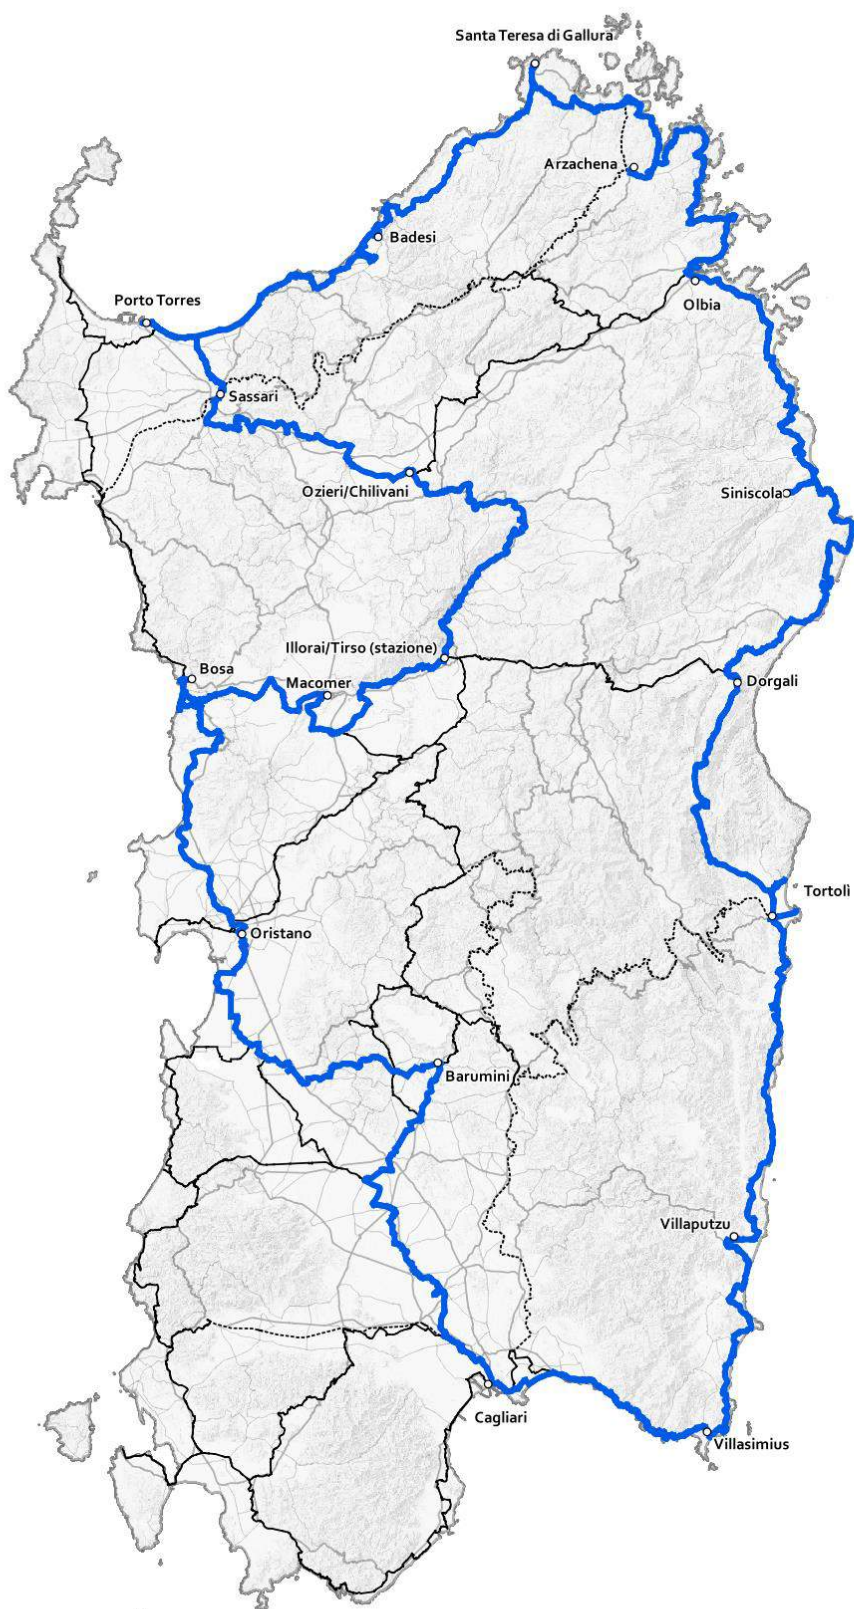 Santa Teresa di Gallura
Arzachena
Badesi
Olbia
Porto Torres
Sassari
Ozieri/Chilivani
Siniscola
Illorai/Tirso (stazione)
Bosa
Macomer
Dorgali
Tortolì
Oristano
Barumini
Villaputzu
Cagliari
Villasimius